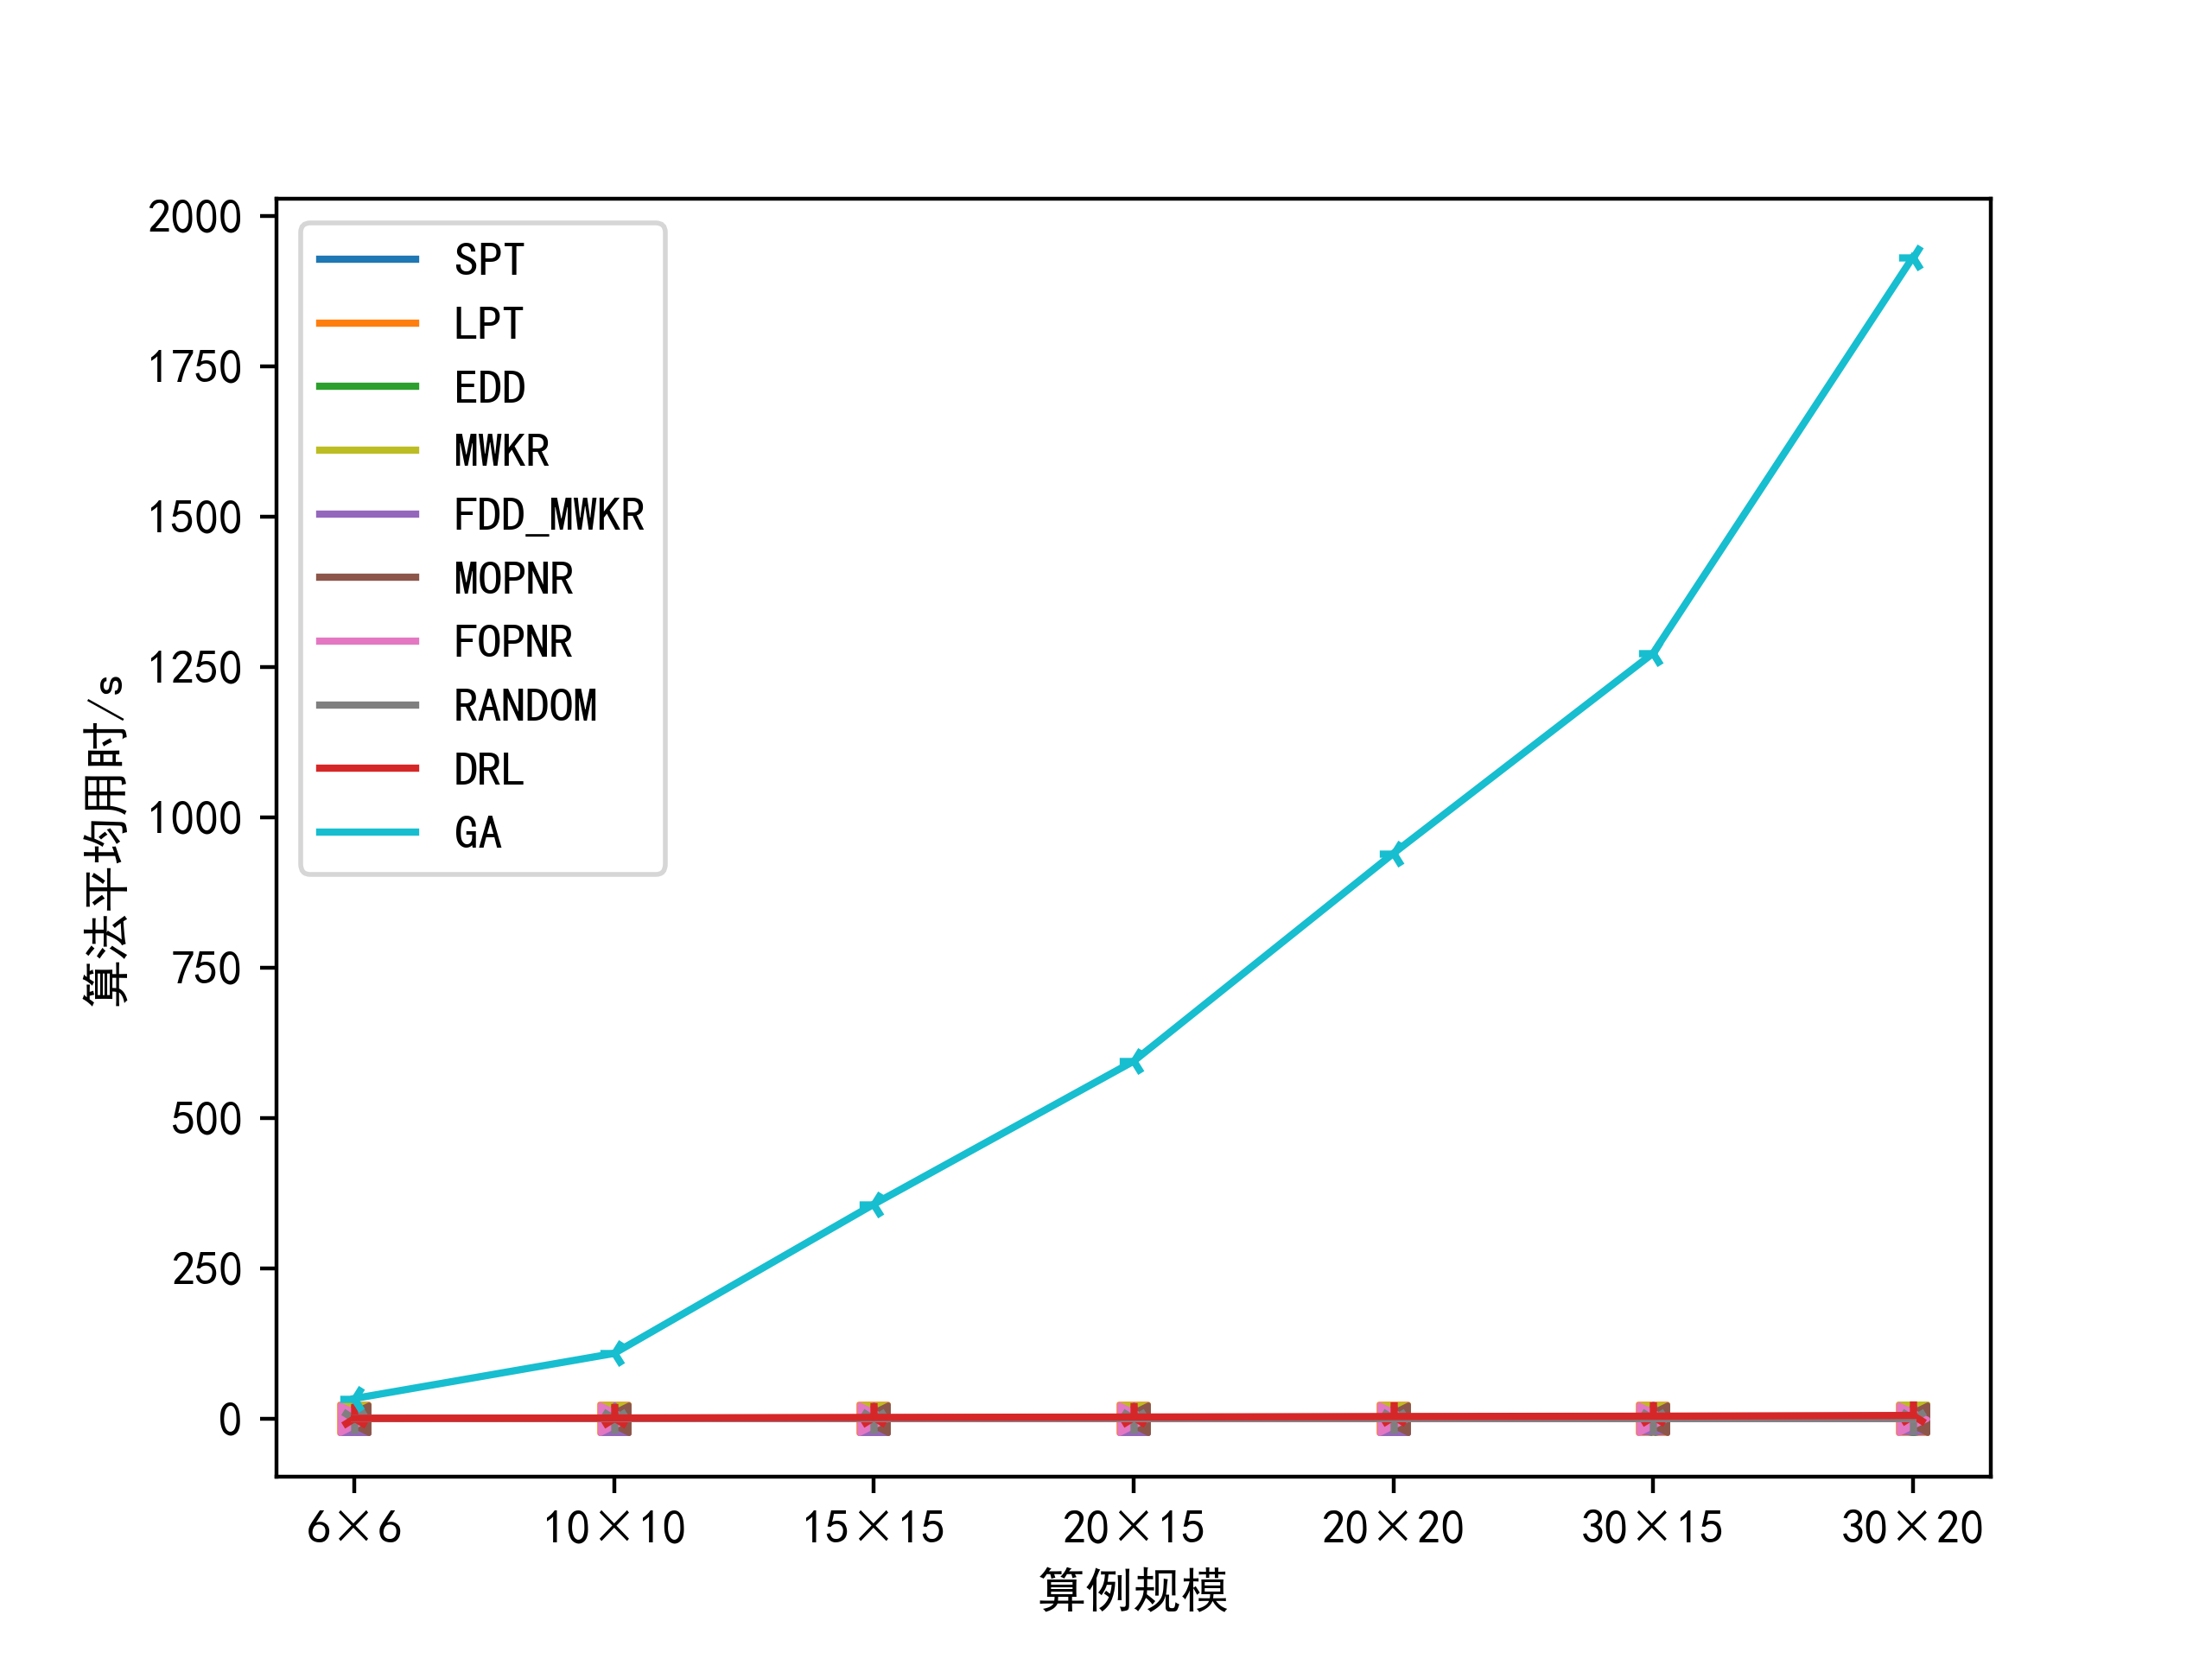 2000
1750
1500
1250
1000
750
500
250
0
算法平均用时/s
SPT
LPT
EDD
MWKR
FDD_MWKR
MOPNR
FOPNR
RANDOM
DRL
GA
6×6 10×10 15×15 20×15 20×20 30×15 30×20
算例规模